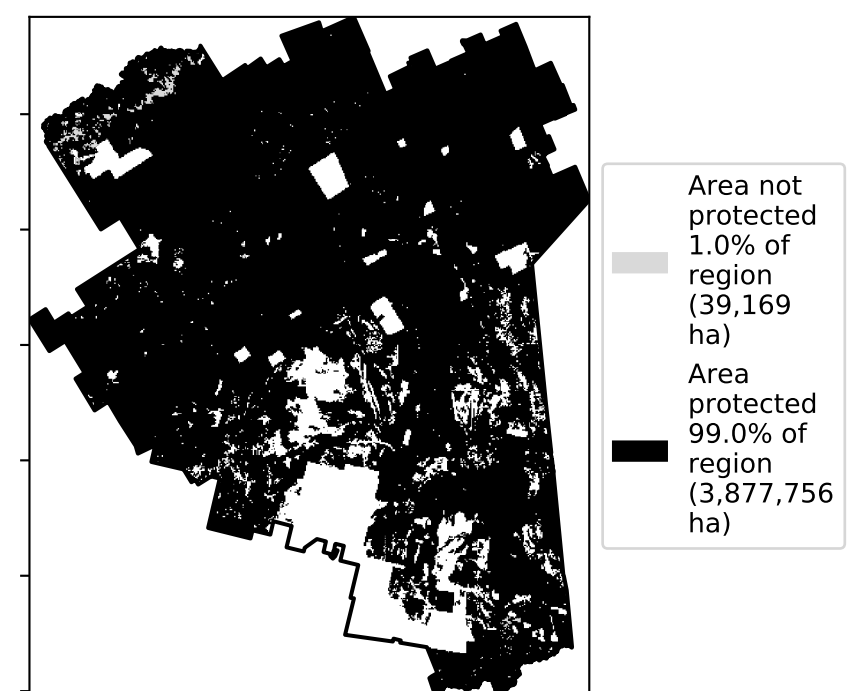 Area not
protected
1.0% of
region
(39,169
ha)
Area
protected
99.0% of
region
(3,877,756
ha)